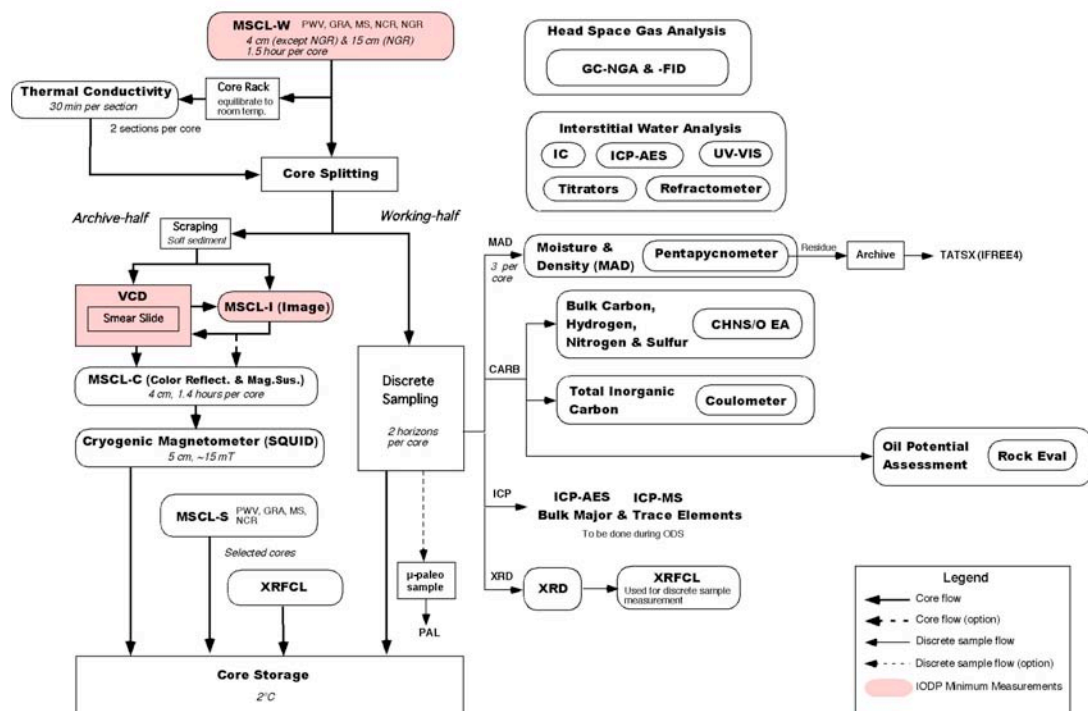 MSCL-W PWV, GRA, MS, NCR, NGR
4 cm (except NGR) & 15 cm (NGR)
1.5 hour per core
Thermal Conductivity
30 min per section
Core Rack
equilibrate to
room temp.
2 sections per core
Core Splitting
Archive-half
Working-half
Scraping
Soft sediment
VCD
Smear Slide
MSCL-I (Image)
MSCL-C (Color Reflect. & Mag.Sus.)
4 cm, 1.4 hours per core
Cryogenic Magnetometer (SQUID)
5 cm, ~15 mT
MSCL-S PWV, GRA, MS,
NCR
Selected cores
XRFCL
Core Storage
2°C
Discrete
Sampling
2 horizons
per core
µ-paleo
sample
PAL
Head Space Gas Analysis
GC-NGA & -FID
Interstitial Water Analysis
IC
ICP-AES
UV-VIS
Titrators
Refractometer
MAD
3 per
core
Moisture &
Density (MAD)
Pentapycnometer
Residue
Archive
TATSX (IFREE4)
CARB
Bulk Carbon,
Hydrogen,
Nitrogen & Sulfur
CHNS/O EA
Total Inorganic
Carbon
Coulometer
Oil Potential
Assessment
Rock Eval
ICP
ICP-AES ICP-MS
Bulk Major & Trace Elements
To be done during ODS
XRD
XRD
XRFCL
Used for discrete sample
measurement
Legend
Core flow
Core flow (option)
Discrete sample flow
Discrete sample flow (option)
IODP Minimum Measurements